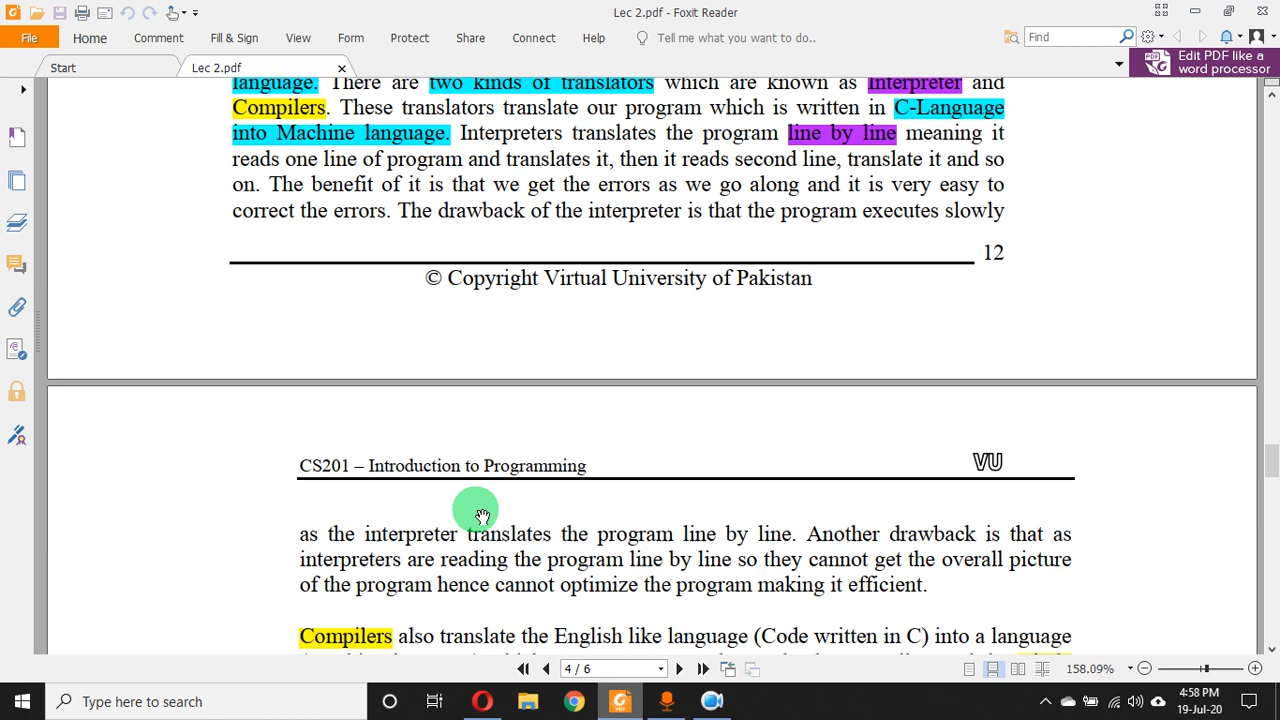 Lec 2.pdf - Foxit Reader
File Home Comment Fill & Sign View Form Protect Share Connect Help Tell me what you want to do.. Find
Start Lec 2.pdf Edit PDF like a
word processor
language. There are two kinds of translators which are known as Interpreter and
Compilers. These translators translate our program which is written in C-Language
into Machine language. Interpreters translates the program line by line meaning it
reads one line of program and translates it, then it reads second line, translate it and so
on. The benefit of it is that we get the errors as we go along and it is very easy to
correct the errors. The drawback of the interpreter is that the program executes slowly
12
© Copyright Virtual University of Pakistan
CS201 – Introduction to Programming VU
as the interpreter translates the program line by line. Another drawback is that as
interpreters are reading the program line by line so they cannot get the overall picture
of the program hence cannot optimize the program making it efficient.
Compilers also translate the English like language (Code written in C) into a language
4 / 6 158.09%
Type here to search 4:58 PM
19-Jul-20